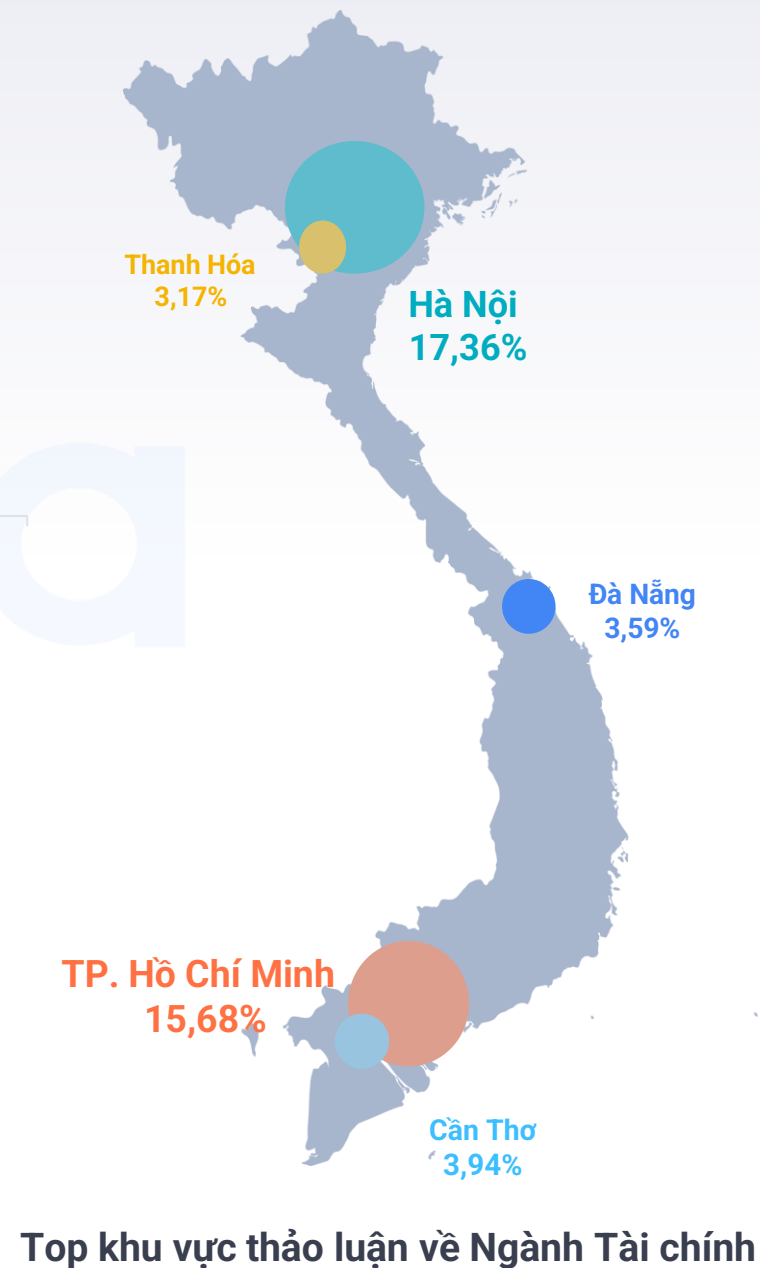 Thanh Hóa
3,17%
Hà Nội
17,36%
Đà Nẵng
3,59%
TP. Hồ Chí Minh
15,68%
Cần Thơ
3,94%
Top khu vực thảo luận về Ngành Tài chính